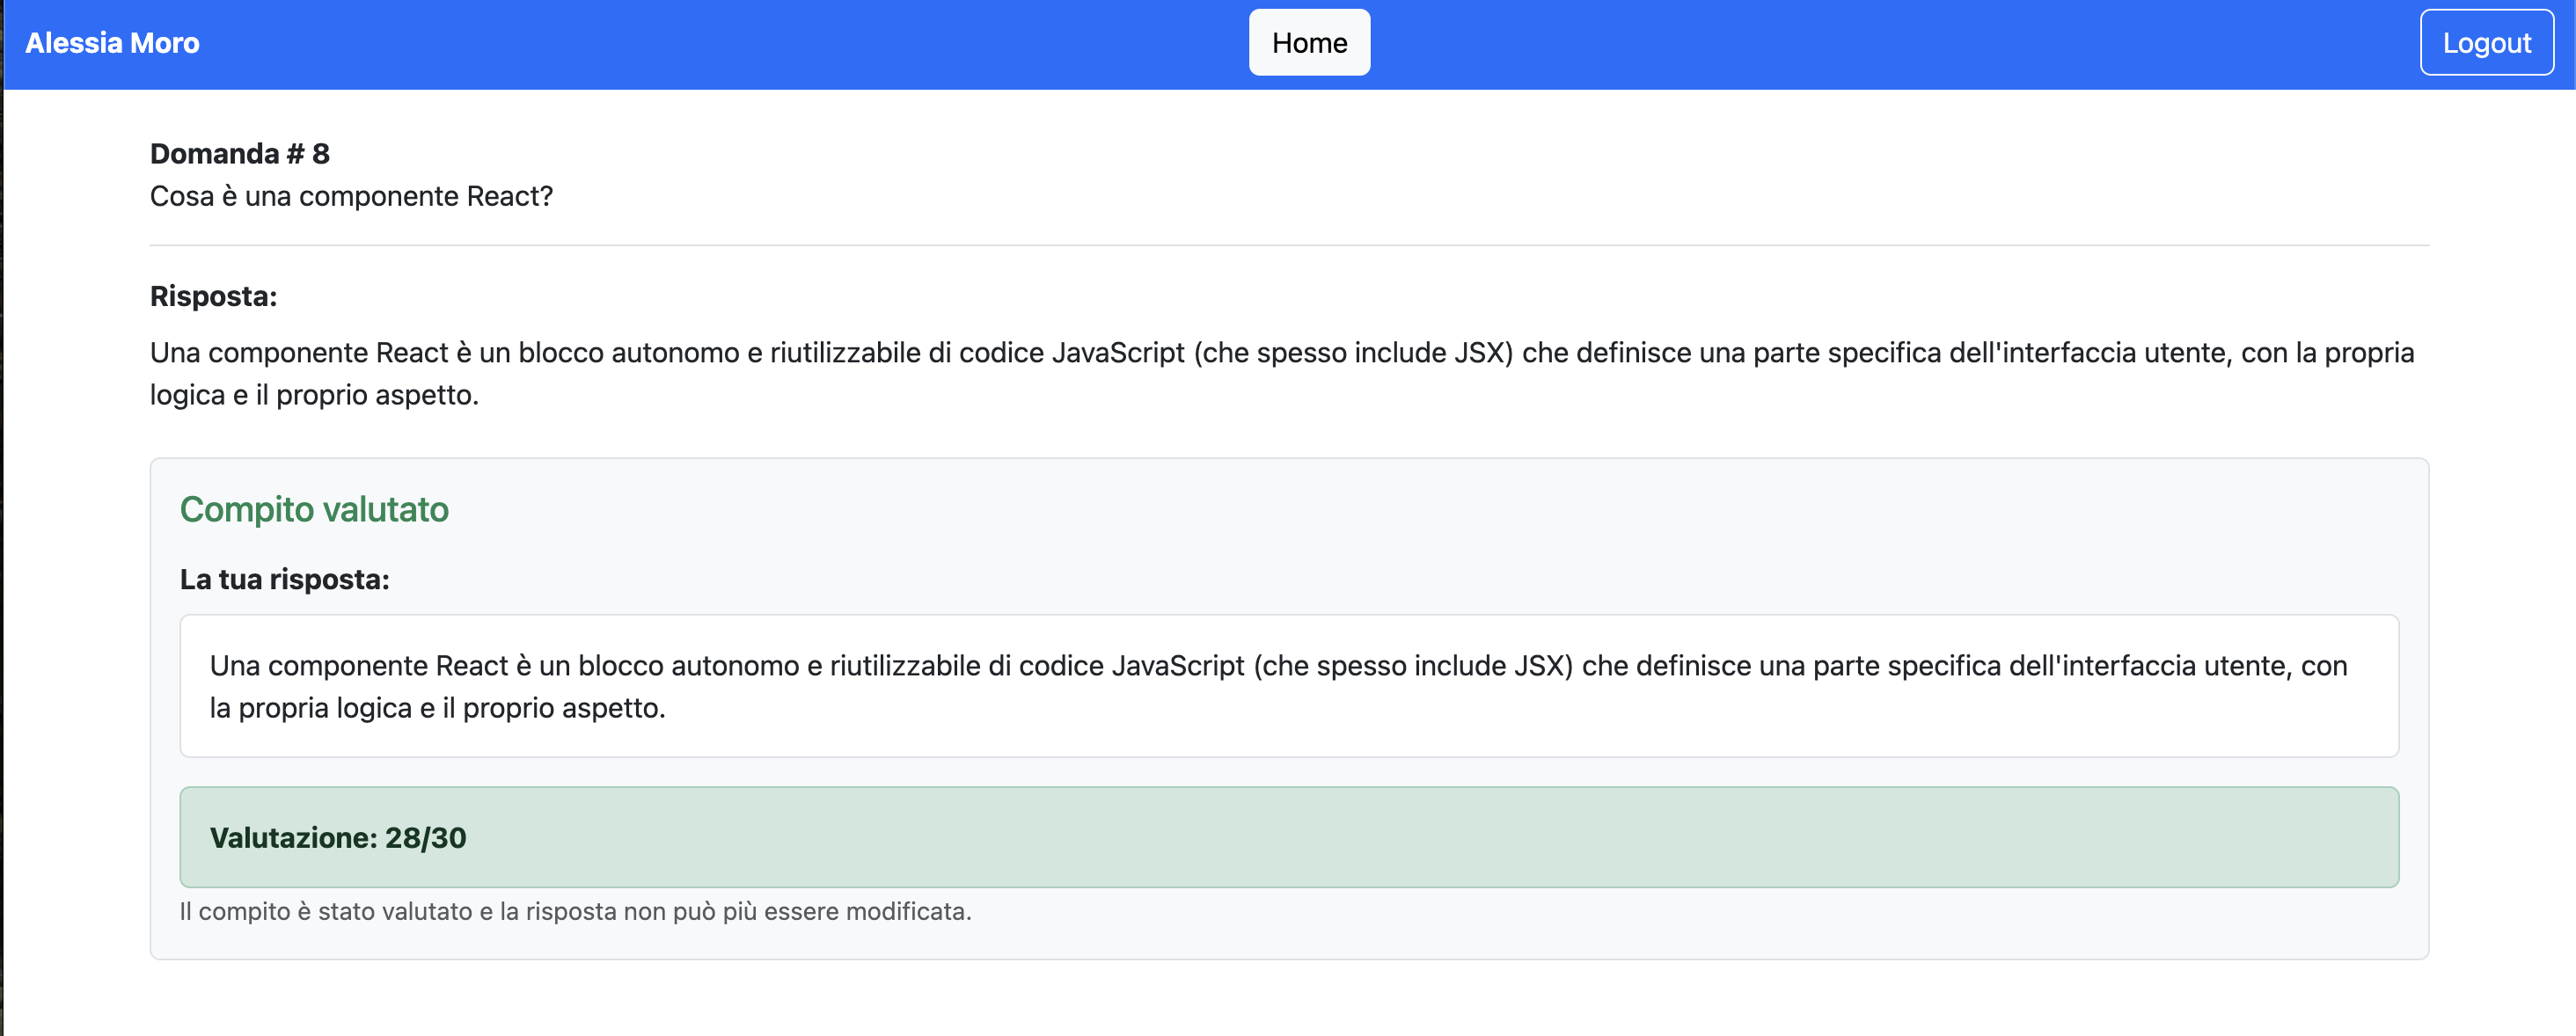 Alessia Moro
Home
Logout
Domanda # 8
Cosa è una componente React?
Risposta:
Una componente React è un blocco autonomo e riutilizzabile di codice JavaScript (che spesso include JSX) che definisce una parte specifica dell'interfaccia utente, con la propria
logica e il proprio aspetto.
Compito valutato
La tua risposta:
Una componente React è un blocco autonomo e riutilizzabile di codice JavaScript (che spesso include JSX) che definisce una parte specifica dell'interfaccia utente, con
la propria logica e il proprio aspetto.
Valutazione: 28/30
Il compito è stato valutato e la risposta non può più essere modificata.